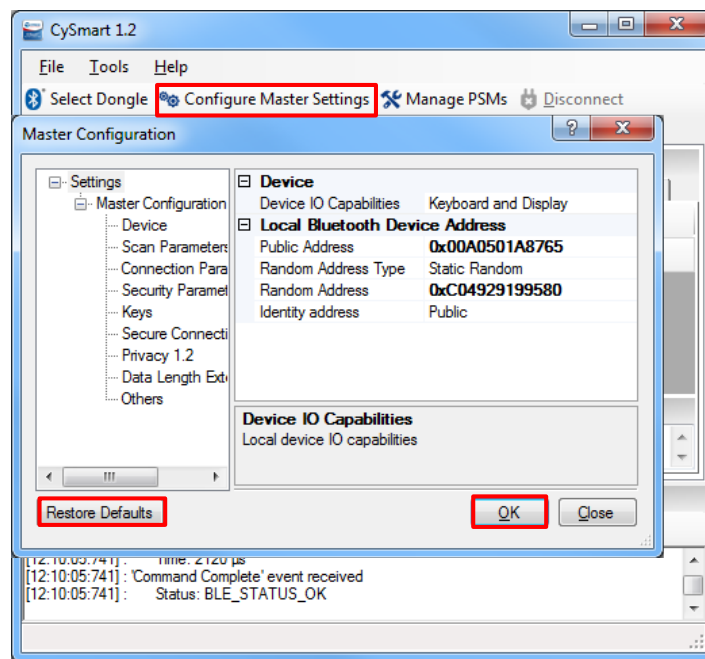 CySmart 1.2
File Tools Help
Select Dongle Configure Master Settings Manage PSMs Disconnect
Master Configuration
Settings
Master Configuration
Device
Scan Parameters
Connection Para
Security Paramet
Keys
Secure Connecti
Privacy 1.2
Data Length Ext
Others
Device
Device IO Capabilities Keyboard and Display
Local Bluetooth Device Address
Public Address 0x00A0501A8765
Random Address Type Static Random
Random Address 0xC04929199580
Identity address Public
Device IO Capabilities
Local device IO capabilities
Restore Defaults OK Close
[12:10:05:741] : Time: 2120 µs
[12:10:05:741] : 'Command Complete' event received
[12:10:05:741] : Status: BLE_STATUS_OK